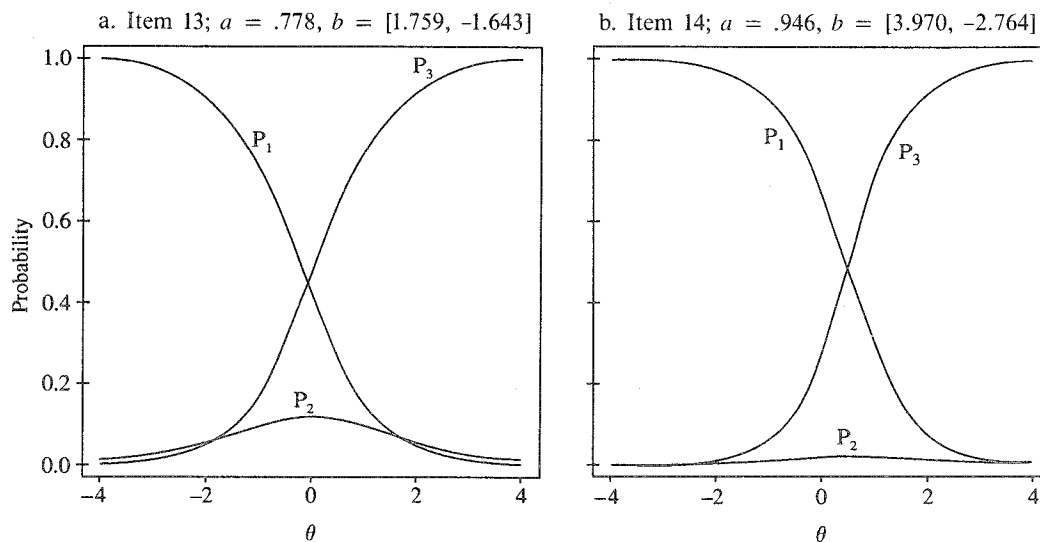 a. Item 13; a = .778, b = [1.759, –1.643]
b. Item 14; a = .946, b = [3.970, –2.764]
Probability
1.0
0.8
0.6
0.4
0.2
0.0
P₁
P₃
P₂
–4
–2
0
2
4
θ
P₁
P₃
P₂
–4
–2
0
2
4
θ